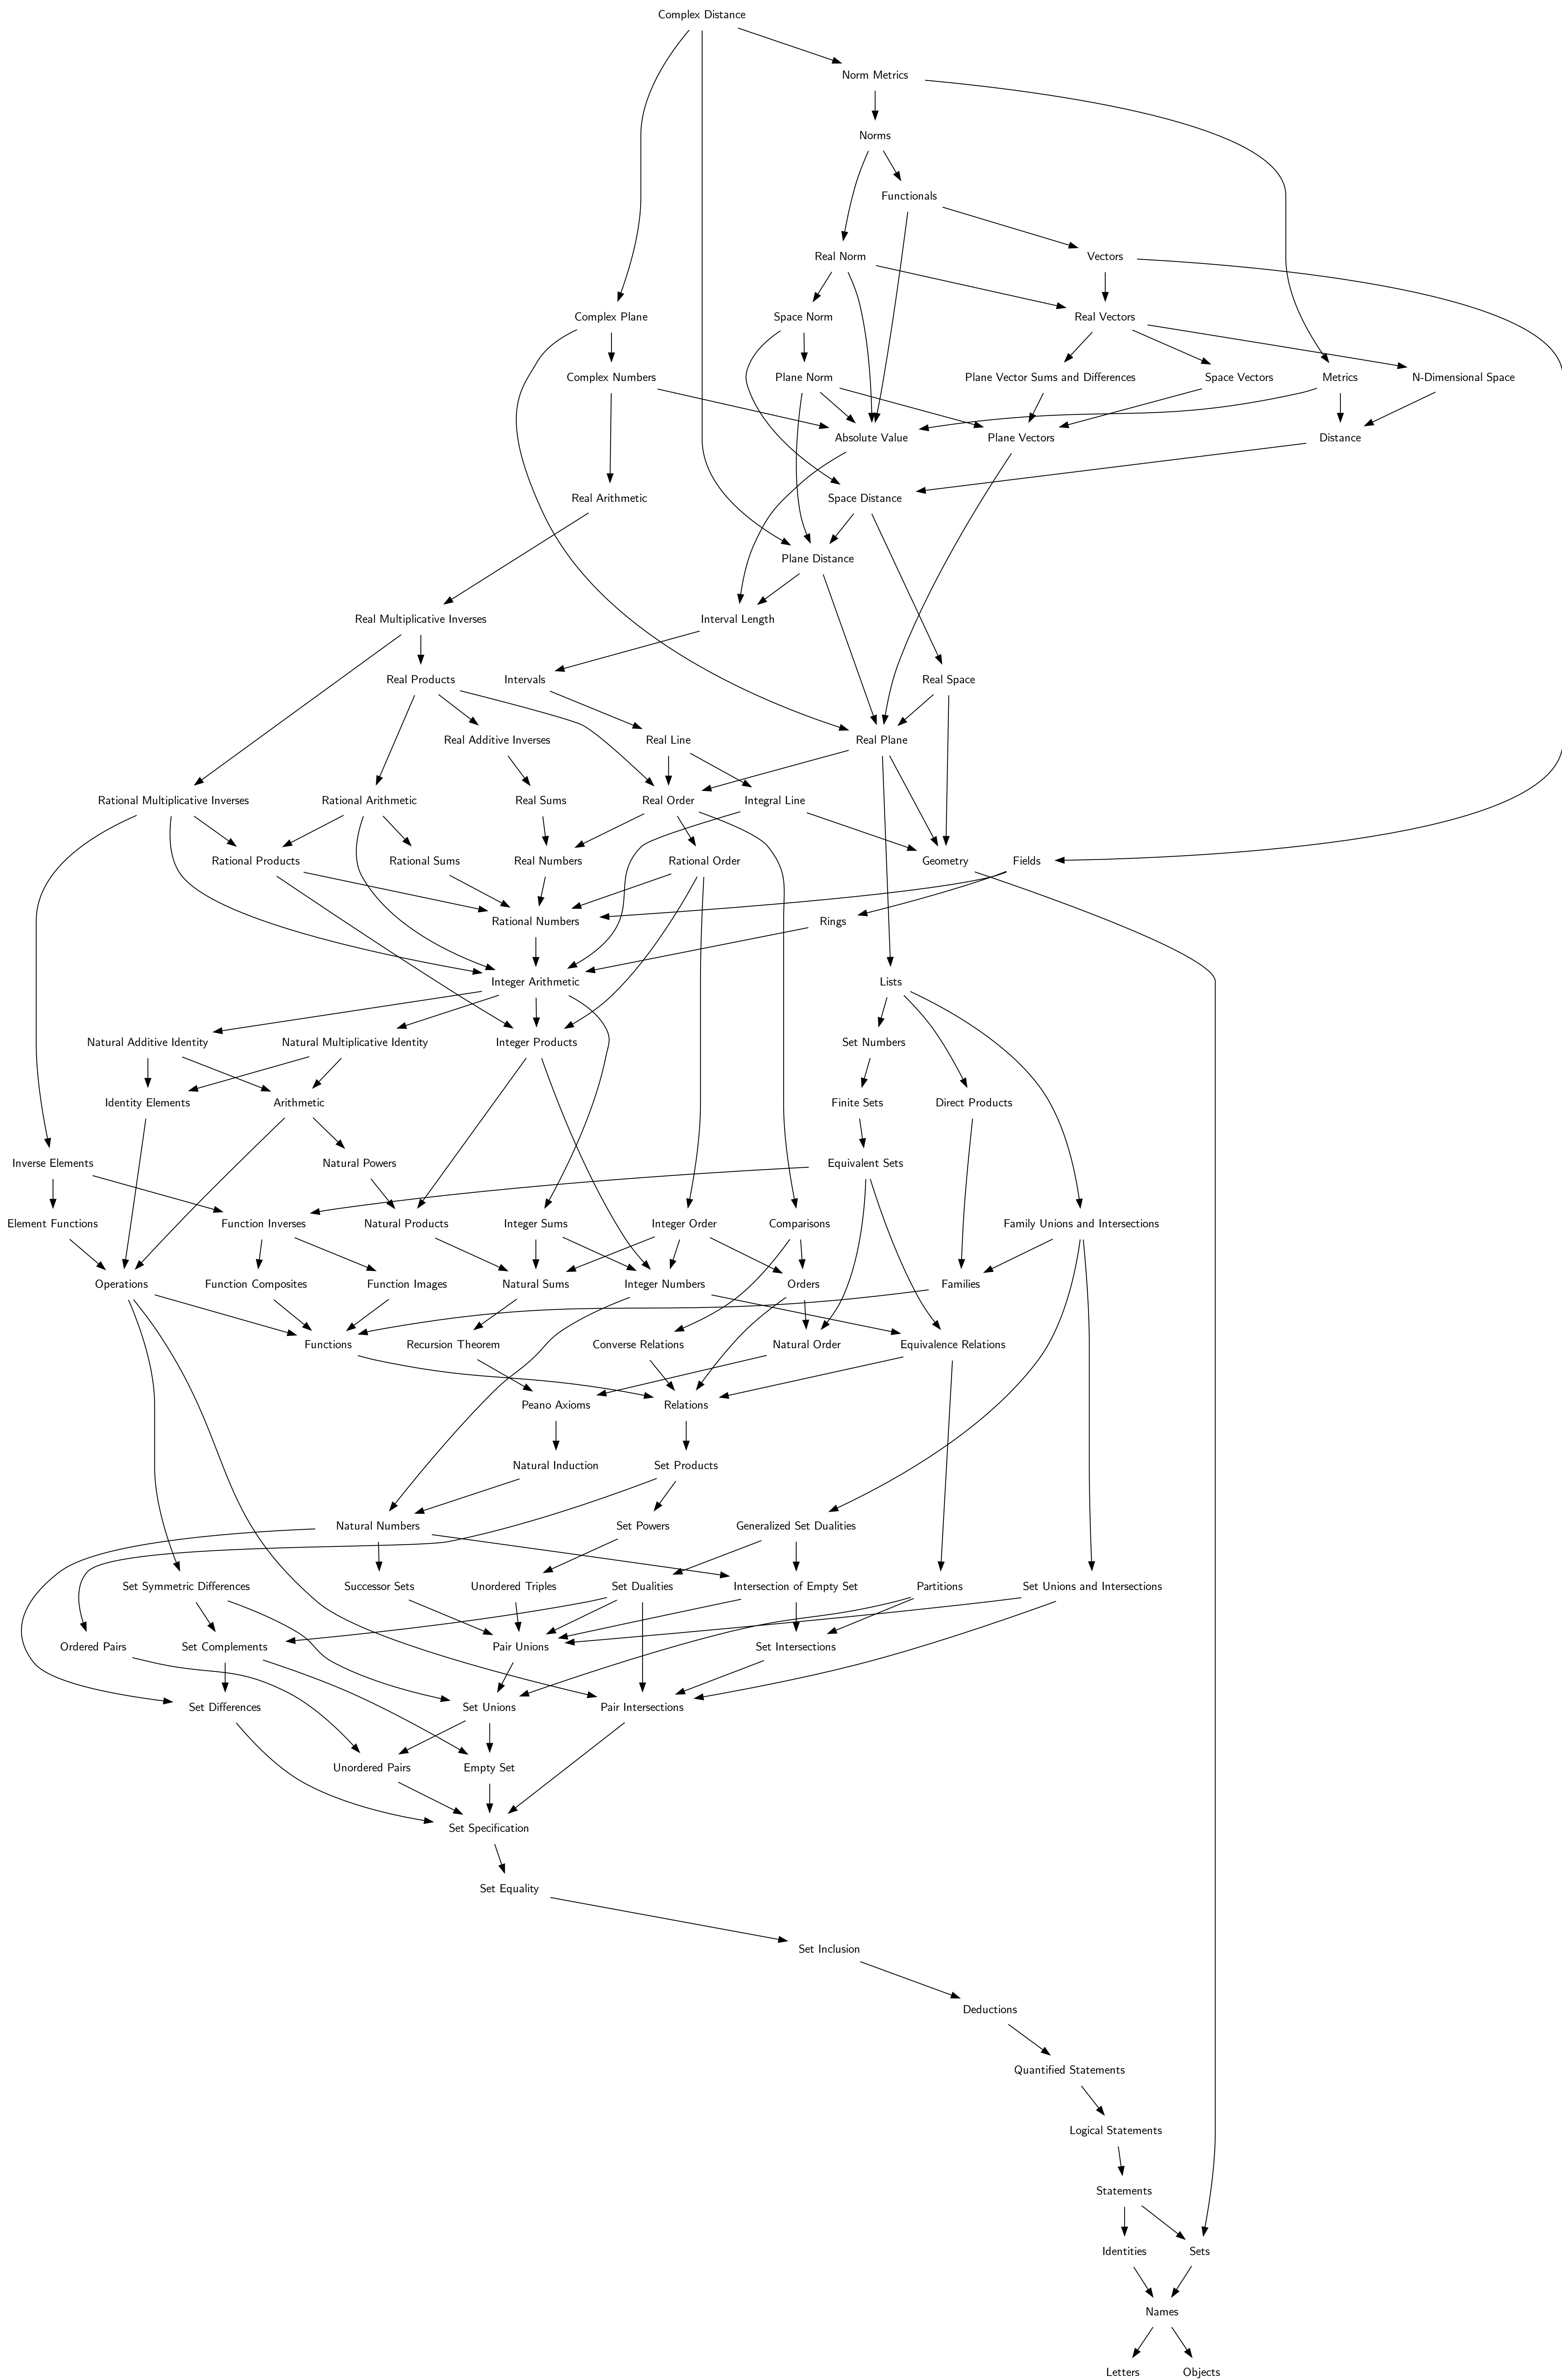 Complex Distance
Norm Metrics
Norms
Functionals
Real Norm
Vectors
Complex Plane
Space Norm
Real Vectors
Complex Numbers
Plane Norm
Plane Vector Sums and Differences
Space Vectors
Metrics
N-Dimensional Space
Absolute Value
Plane Vectors
Distance
Real Arithmetic
Space Distance
Plane Distance
Real Multiplicative Inverses
Interval Length
Real Products
Intervals
Real Space
Real Additive Inverses
Real Line
Real Plane
Rational Multiplicative Inverses
Rational Arithmetic
Real Sums
Real Order
Integral Line
Rational Products
Rational Sums
Real Numbers
Rational Order
Geometry
Fields
Rational Numbers
Rings
Integer Arithmetic
Lists
Natural Additive Identity
Natural Multiplicative Identity
Integer Products
Set Numbers
Identity Elements
Arithmetic
Finite Sets
Direct Products
Inverse Elements
Natural Powers
Equivalent Sets
Element Functions
Function Inverses
Natural Products
Integer Sums
Integer Order
Comparisons
Family Unions and Intersections
Operations
Function Composites
Function Images
Natural Sums
Integer Numbers
Orders
Families
Functions
Recursion Theorem
Converse Relations
Natural Order
Equivalence Relations
Peano Axioms
Relations
Natural Induction
Set Products
Natural Numbers
Set Powers
Generalized Set Dualities
Set Symmetric Differences
Successor Sets
Unordered Triples
Set Dualities
Intersection of Empty Set
Partitions
Set Unions and Intersections
Ordered Pairs
Set Complements
Pair Unions
Set Intersections
Set Differences
Set Unions
Pair Intersections
Unordered Pairs
Empty Set
Set Specification
Set Equality
Set Inclusion
Deductions
Quantified Statements
Logical Statements
Statements
Identities
Sets
Names
Letters
Objects